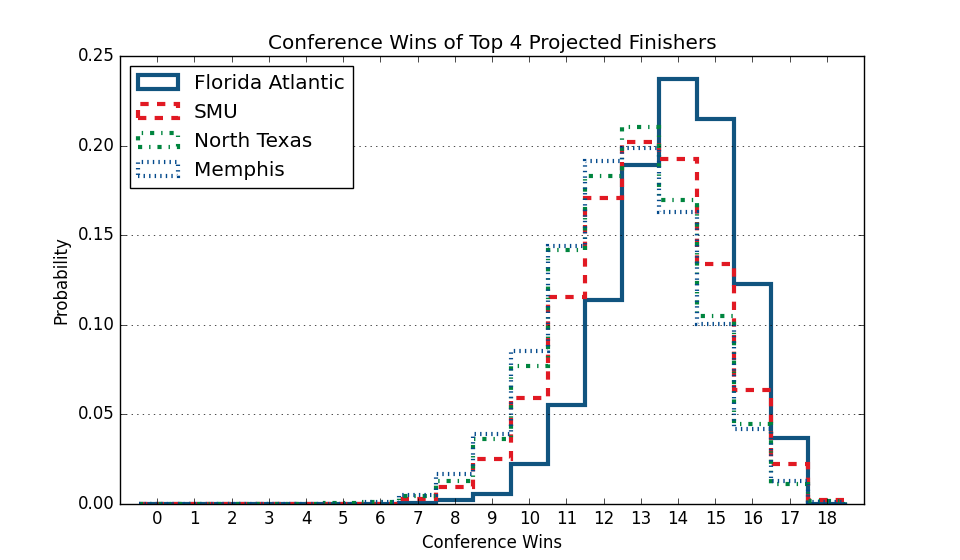 Conference Wins of Top 4 Projected Finishers
0.25
0.20
0.15
0.10
0.05
0.00
Probability
Florida Atlantic
SMU
North Texas
Memphis
0 1 2 3 4 5 6 7 8 9 10 11 12 13 14 15 16 17 18
Conference Wins